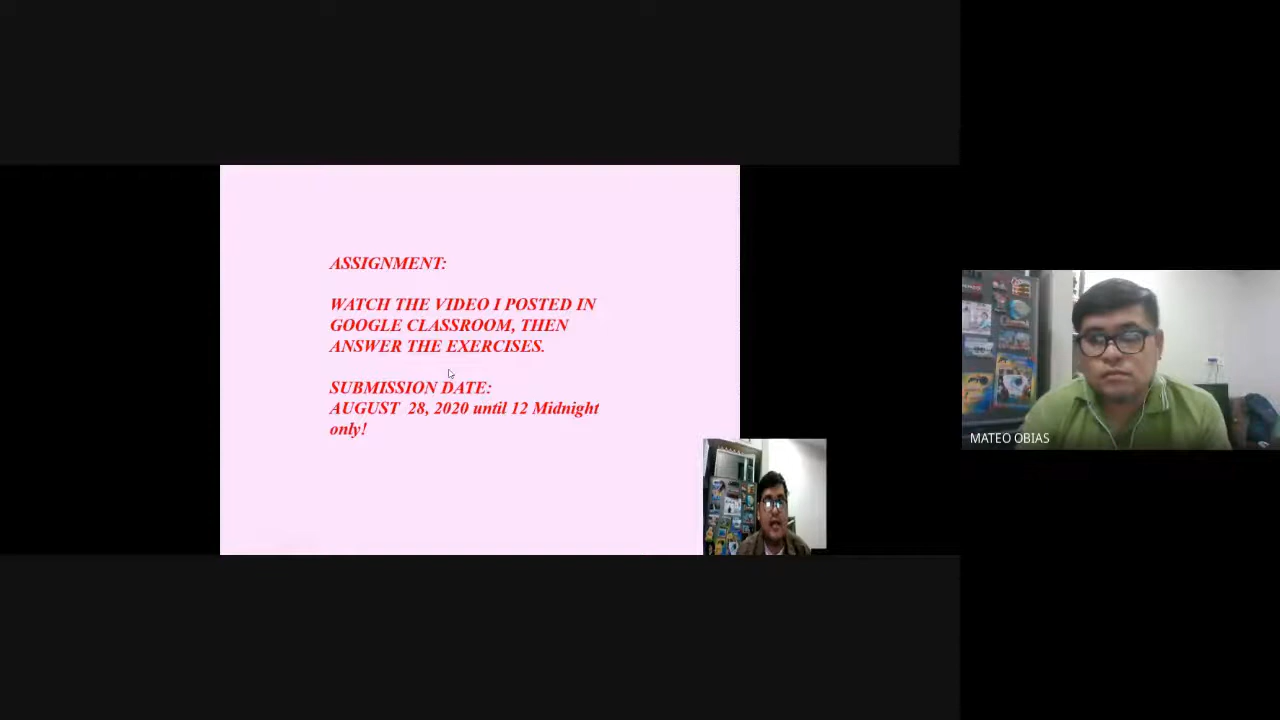 ASSIGNMENT:
WATCH THE VIDEO I POSTED IN
GOOGLE CLASSROOM, THEN
ANSWER THE EXERCISES.
SUBMISSION DATE:
AUGUST 28, 2020 until 12 Midnight
only!
MATEO OBIAS